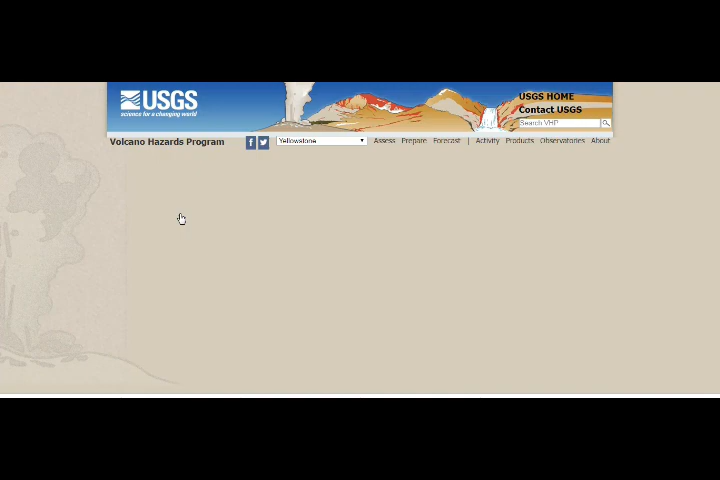 USGS
science for a changing world
USGS HOME
Contact USGS
Search VHP
Volcano Hazards Program
f
Yellowstone
Assess Prepare Forecast | Activity Products Observatories About